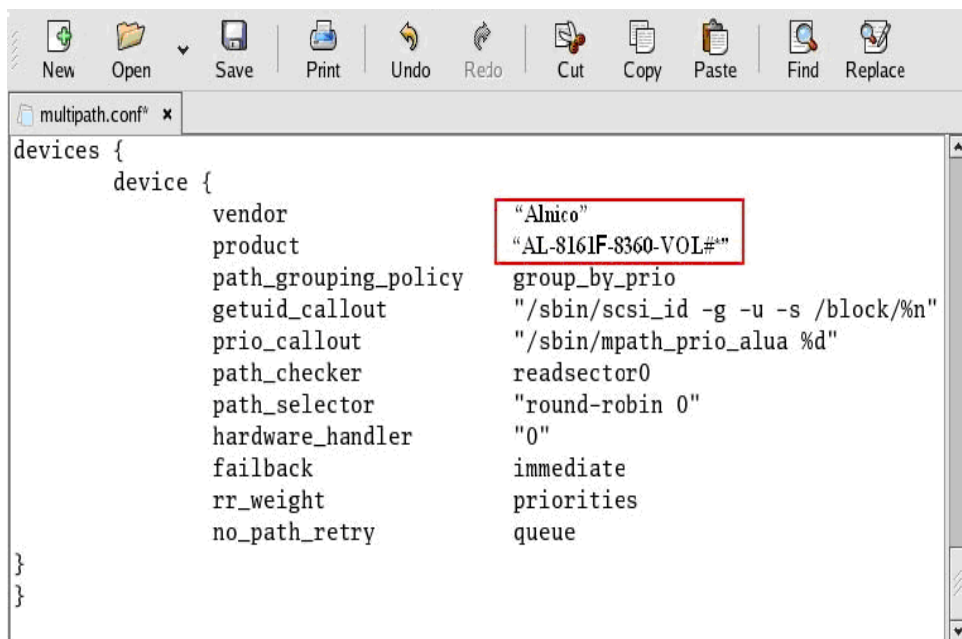 New Open Save Print Undo Redo Cut Copy Paste Find Replace
multipath.conf*
devices {
device {
vendor “Alnico”
product “AL-8161F-8360-VOL#*”
path_grouping_policy group_by_prio
getuid_callout "/sbin/scsi_id -g -u -s /block/%n"
prio_callout "/sbin/mpath_prio_alua %d"
path_checker readsector0
path_selector "round-robin 0"
hardware_handler "0"
failback immediate
rr_weight priorities
no_path_retry queue
}
}